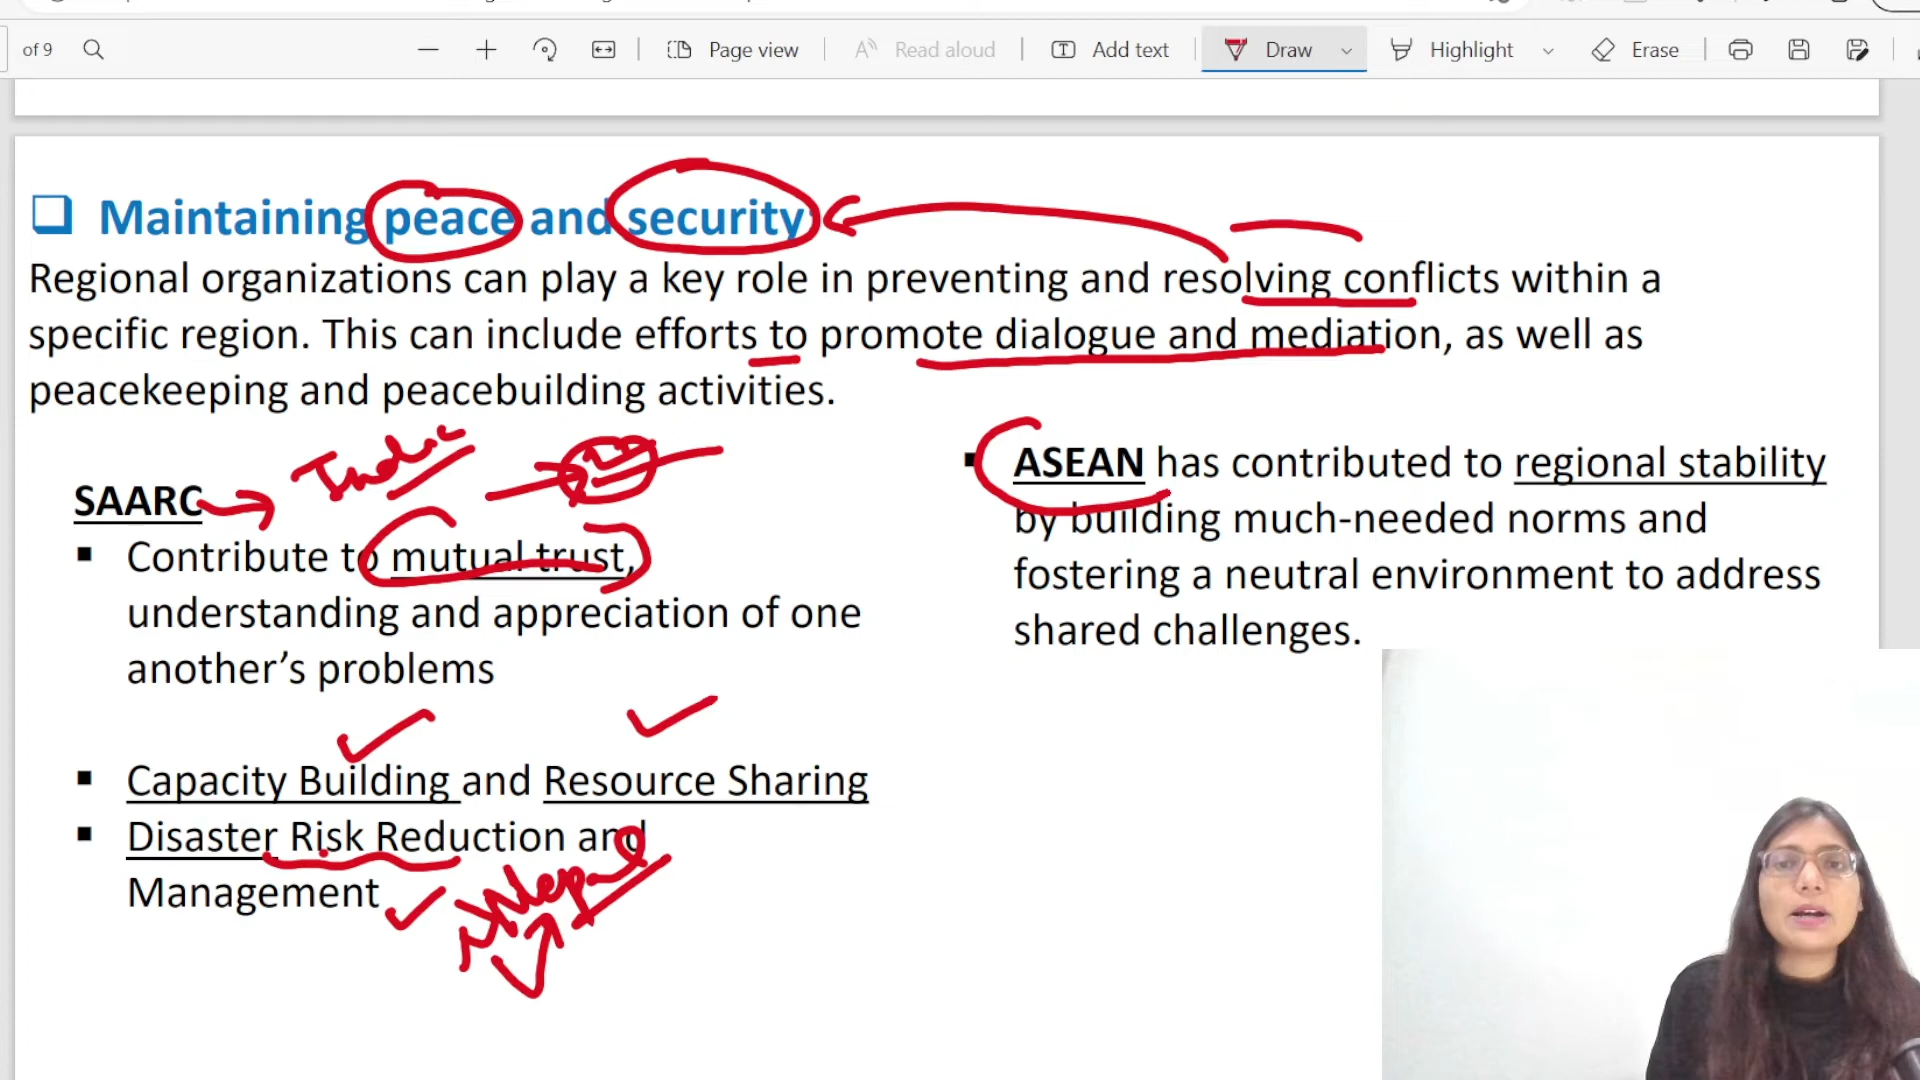 of 9
Page view
Read aloud
Add text
Draw
Highlight
Erase
❑ Maintaining peace and security
Regional organizations can play a key role in preventing and resolving conflicts within a
specific region. This can include efforts to promote dialogue and mediation, as well as
peacekeeping and peacebuilding activities.
India
SAARC
▪ Contribute to mutual trust,
understanding and appreciation of one
another’s problems
▪ Capacity Building and Resource Sharing
▪ Disaster Risk Reduction and
Management
Nepal
▪ ASEAN has contributed to regional stability
by building much-needed norms and
fostering a neutral environment to address
shared challenges.